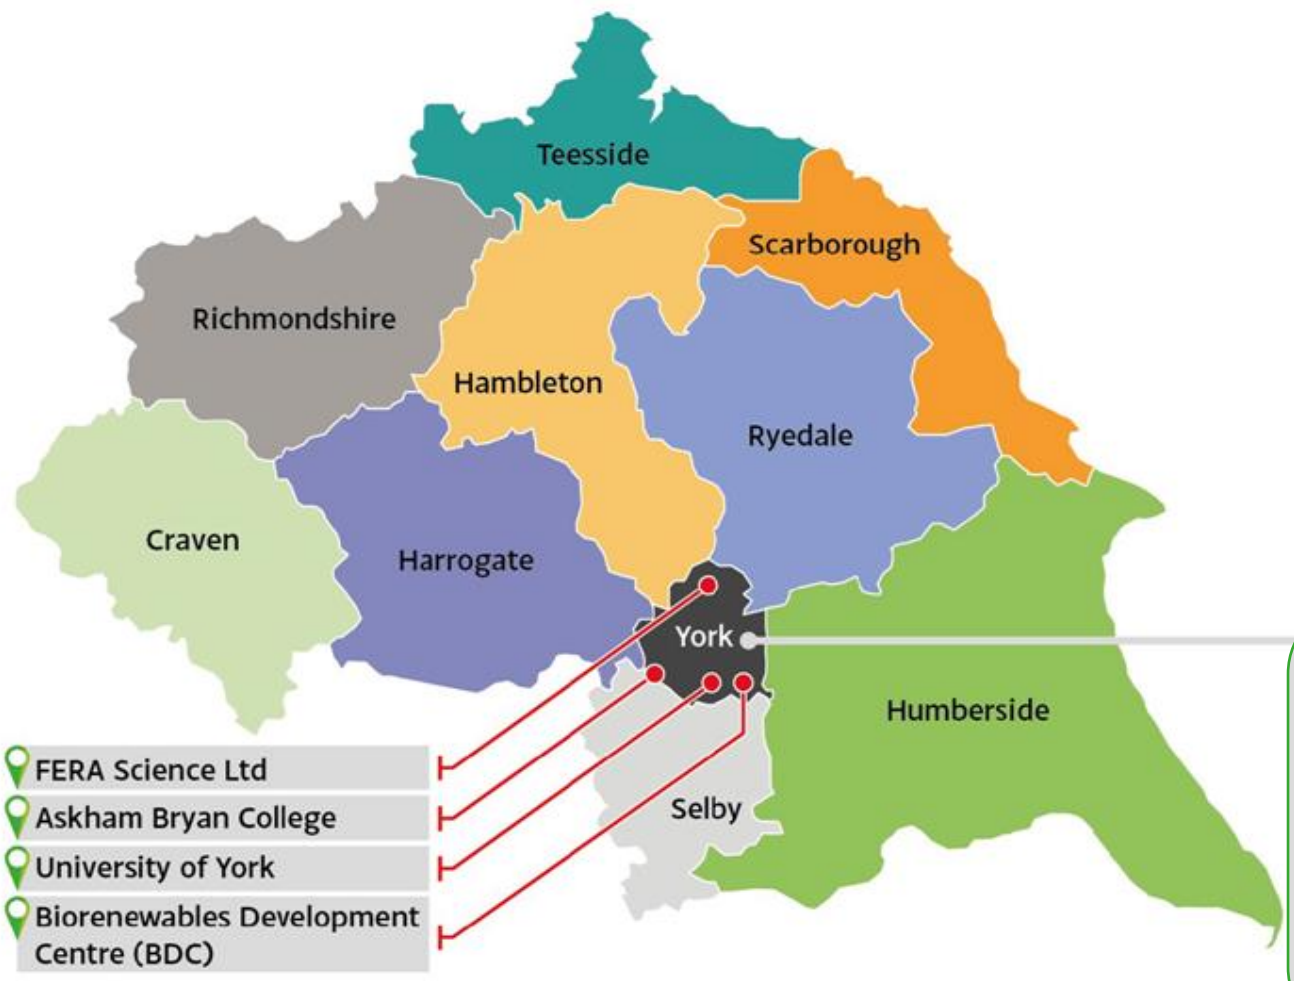 Teesside
Scarborough
Richmondshire
Hambleton
Ryedale
Craven
Harrogate
York
Humberside
Selby
FERA Science Ltd
Askham Bryan College
University of York
Biorenewables Development
Centre (BDC)